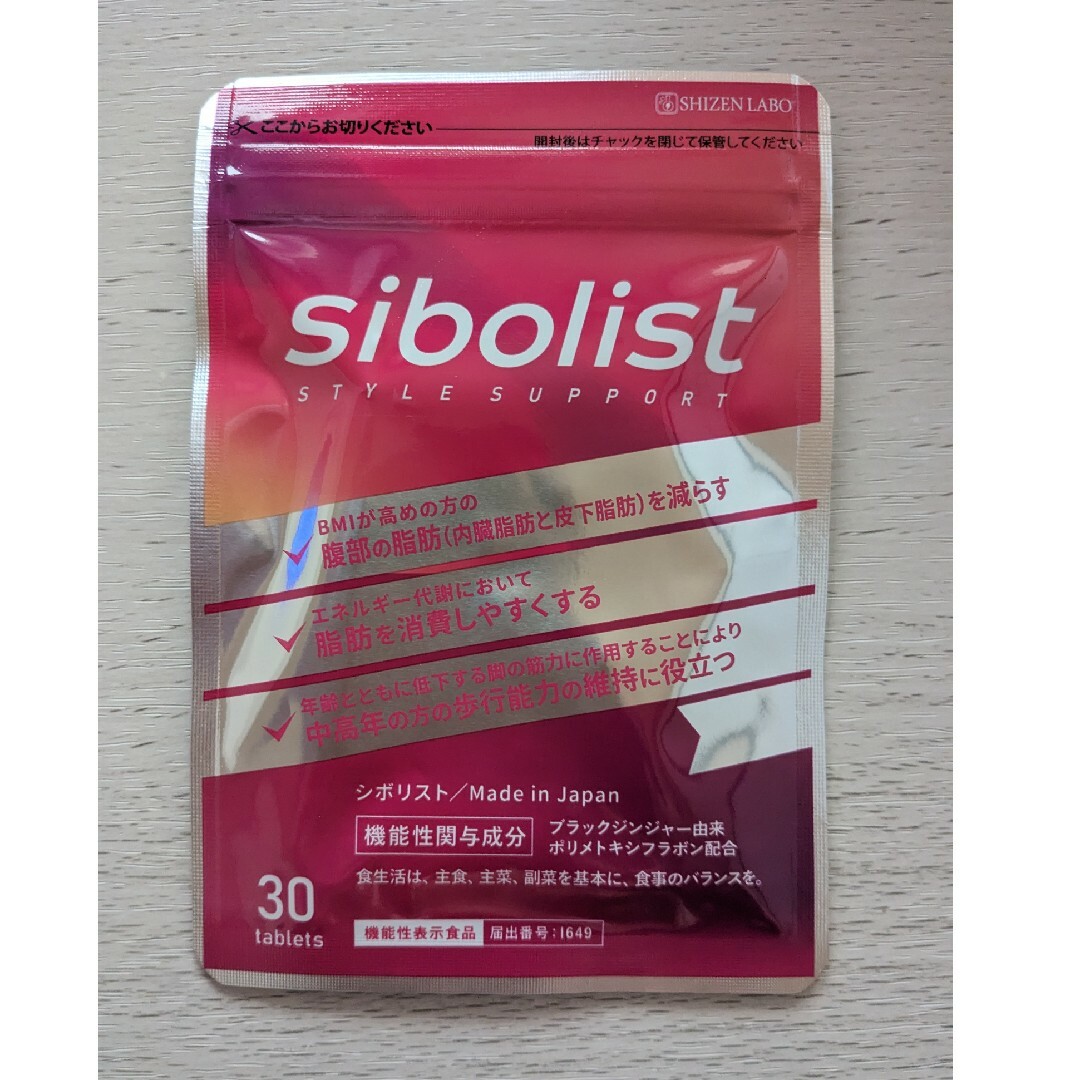 SHIZEN LABO
ここからお切りください
開封後はチャックを閉じて保管してください
sibolist
STYLE SUPPORT
BMIが高めの方の
腹部の脂肪(内臓脂肪と皮下脂肪)を減らす
エネルギー代謝において
脂肪を消費しやすくする
年齢とともに低下する脚の筋力に作用することにより
中高年の方の歩行能力の維持に役立つ
シボリスト/Made in Japan
機能性関与成分
ブラックジンジャー由来
ポリメトキシフラボン配合
食生活は、主食、主菜、副菜を基本に、食事のバランスを。
30
tablets
機能性表示食品 届出番号:I649